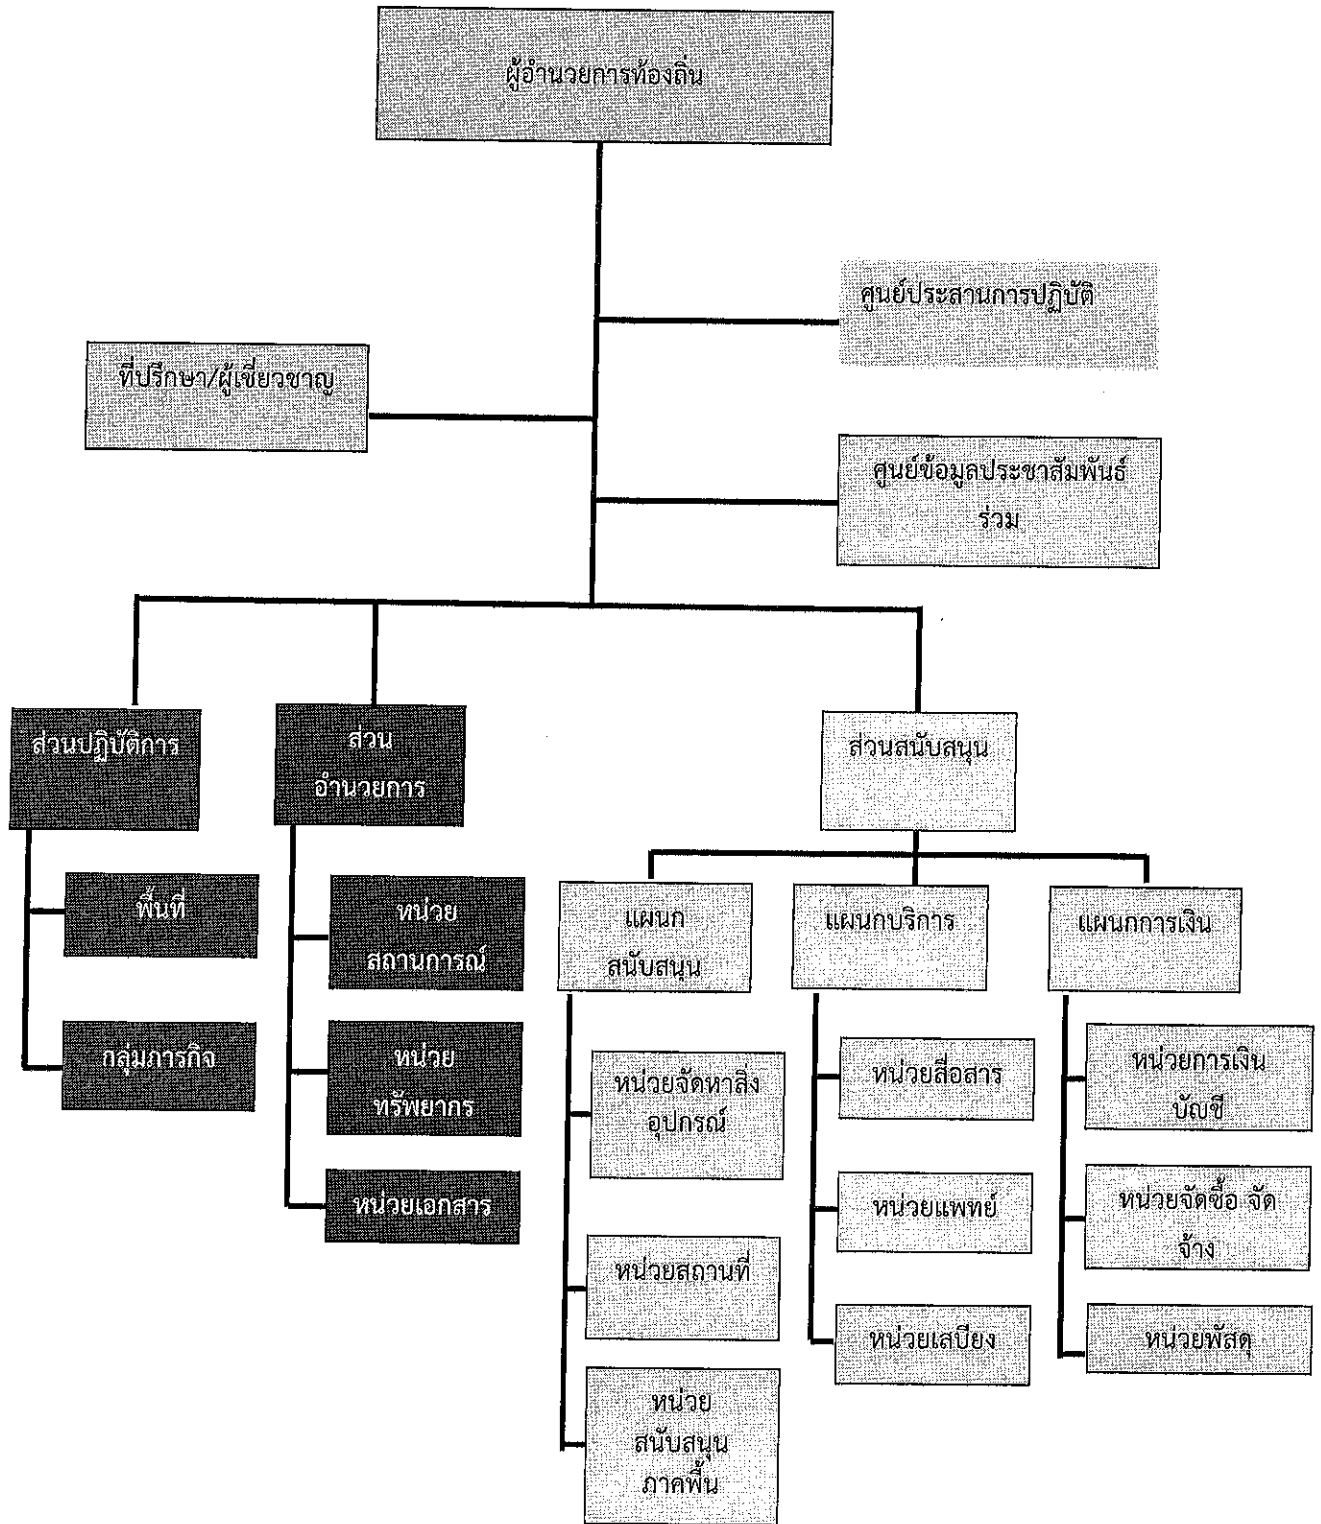 ผู้อำนวยการท้องถิ่น
ศูนย์ประสานการปฏิบัติ
ที่ปรึกษา/ผู้เชี่ยวชาญ
ศูนย์ข้อมูลประชาสัมพันธ์
ร่วม
ส่วนปฏิบัติการ
ส่วน
อำนวยการ
ส่วนสนับสนุน
พื้นที่
กลุ่มภารกิจ
หน่วย
สถานการณ์
หน่วย
ทรัพยากร
หน่วยเอกสาร
แผนก
สนับสนุน
แผนกบริการ
แผนกการเงิน
หน่วยจัดหาสิ่ง
อุปกรณ์
หน่วยสถานที่
หน่วย
สนับสนุน
ภาคพื้น
หน่วยสื่อสาร
หน่วยแพทย์
หน่วยเสบียง
หน่วยการเงิน
บัญชี
หน่วยจัดซื้อ จัด
จ้าง
หน่วยพัสดุ